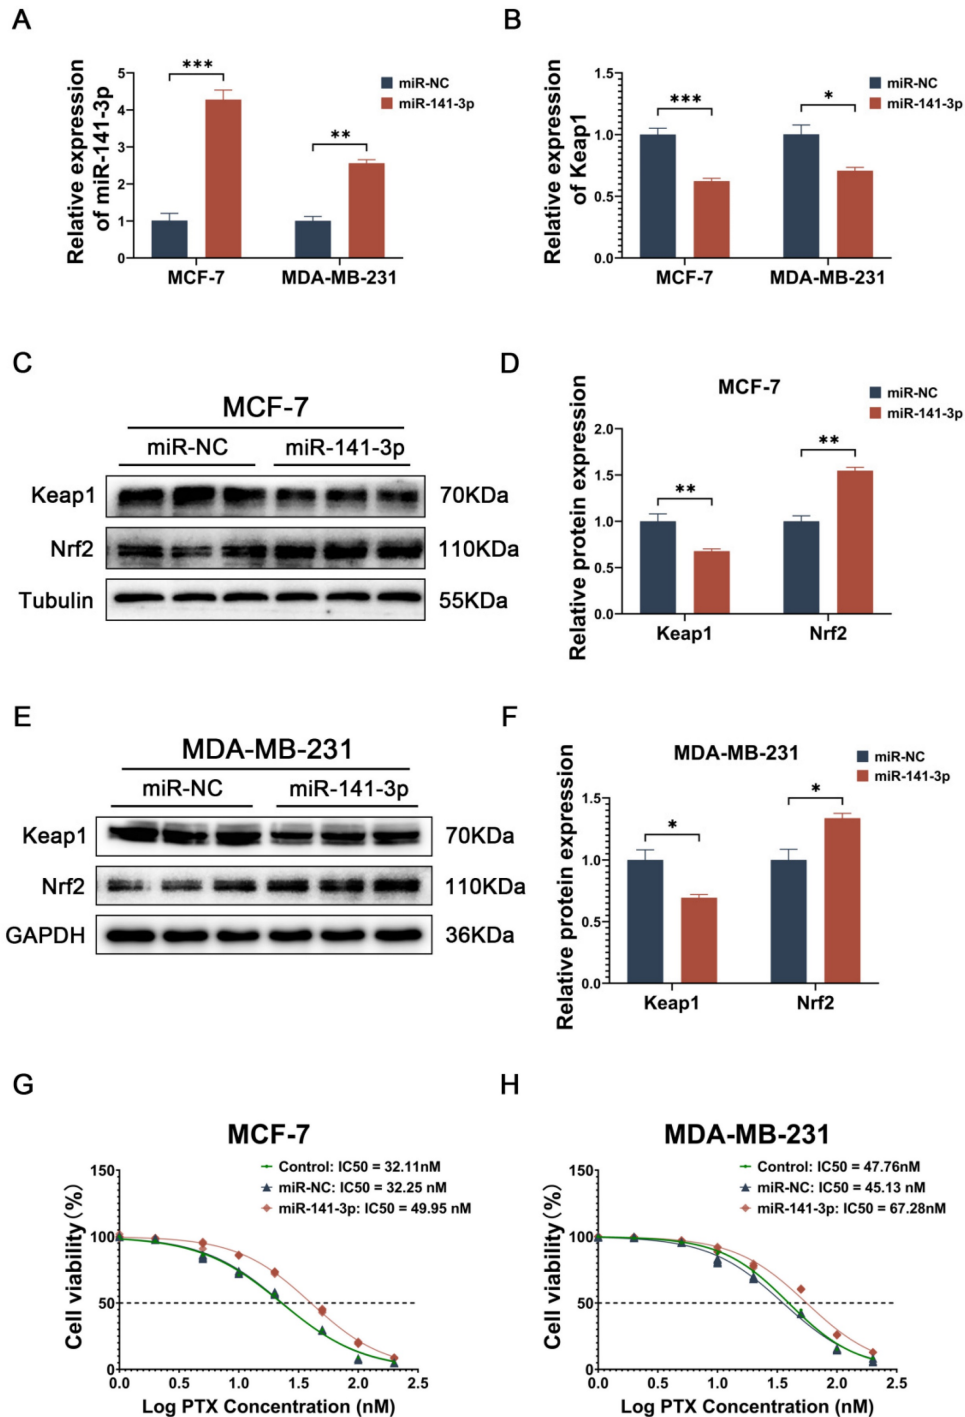 A
Relative expression
of miR-141-3p
5
4
3
2
1
0
***
**
MCF-7
MDA-MB-231
miR-NC
miR-141-3p
B
Relative expression
of Keap1
1.5
1.0
0.5
0.0
***
*
MCF-7
MDA-MB-231
miR-NC
miR-141-3p
C
MCF-7
miR-NC
miR-141-3p
Keap1
70KDa
Nrf2
110KDa
Tubulin
55KDa
D
MCF-7
miR-NC
miR-141-3p
Relative protein expression
2.0
1.5
1.0
0.5
0.0
**
**
Keap1
Nrf2
E
MDA-MB-231
miR-NC
miR-141-3p
Keap1
70KDa
Nrf2
110KDa
GAPDH
36KDa
F
MDA-MB-231
miR-NC
miR-141-3p
Relative protein expression
1.5
1.0
0.5
0.0
*
*
Keap1
Nrf2
G
MCF-7
Control: IC50 = 32.11nM
miR-NC: IC50 = 32.25 nM
miR-141-3p: IC50 = 49.95 nM
Cell viability (%)
150
100
50
0
0.0 0.5 1.0 1.5 2.0 2.5
Log PTX Concentration (nM)
H
MDA-MB-231
Control: IC50 = 47.76nM
miR-NC: IC50 = 45.13 nM
miR-141-3p: IC50 = 67.28nM
Cell viability (%)
150
100
50
0
0.0 0.5 1.0 1.5 2.0 2.5
Log PTX Concentration (nM)